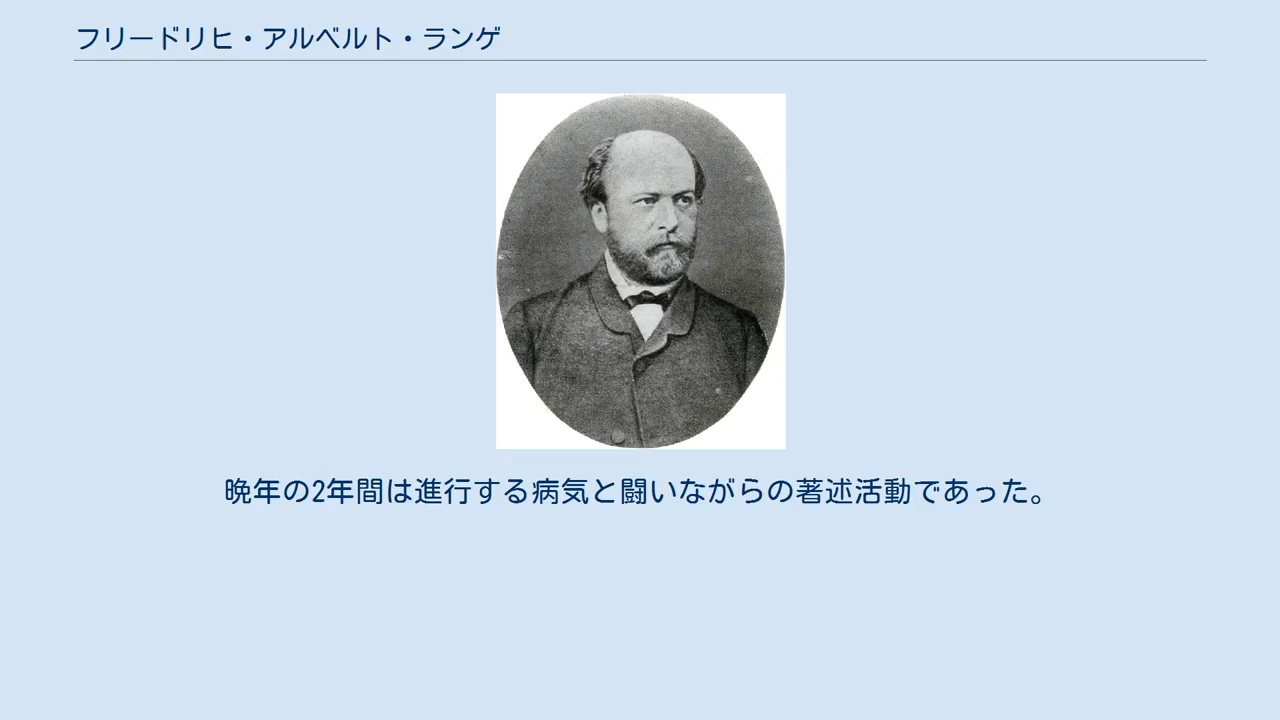 フリードリヒ・アルベルト・ランゲ
晩年の2年間は進行する病気と闘いながらの著述活動であった。